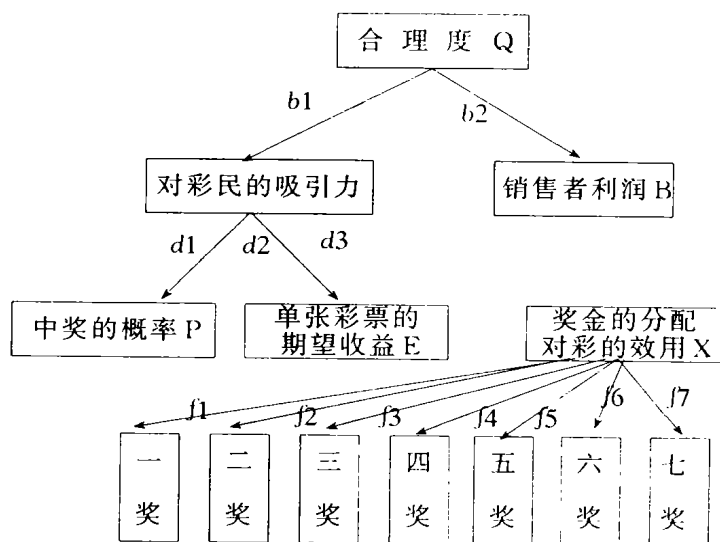 合理度 Q
b1
b2
对彩民的吸引力
销售者利润 B
d1 d2 d3
中奖的概率 P
单张彩票的
期望收益 E
奖金的分配
对彩的效用 X
f1 f2 f3 f4 f5 f6 f7
一 二 三 四 五 六 七
奖 奖 奖 奖 奖 奖 奖